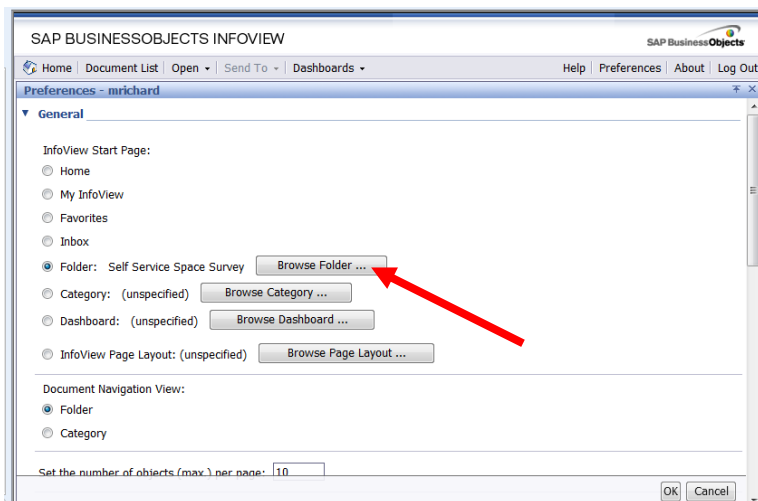 SAP BUSINESSOBJECTS INFOVIEW
SAP BusinessObjects
Home Document List Open Send To Dashboards Help Preferences About Log Out
Preferences - mrichard
General
InfoView Start Page:
Home
My InfoView
Favorites
Inbox
Folder: Self Service Space Survey Browse Folder ...
Category: (unspecified) Browse Category ...
Dashboard: (unspecified) Browse Dashboard ...
InfoView Page Layout: (unspecified) Browse Page Layout ...
Document Navigation View:
Folder
Category
Set the number of objects (max.) per page: 10
OK Cancel